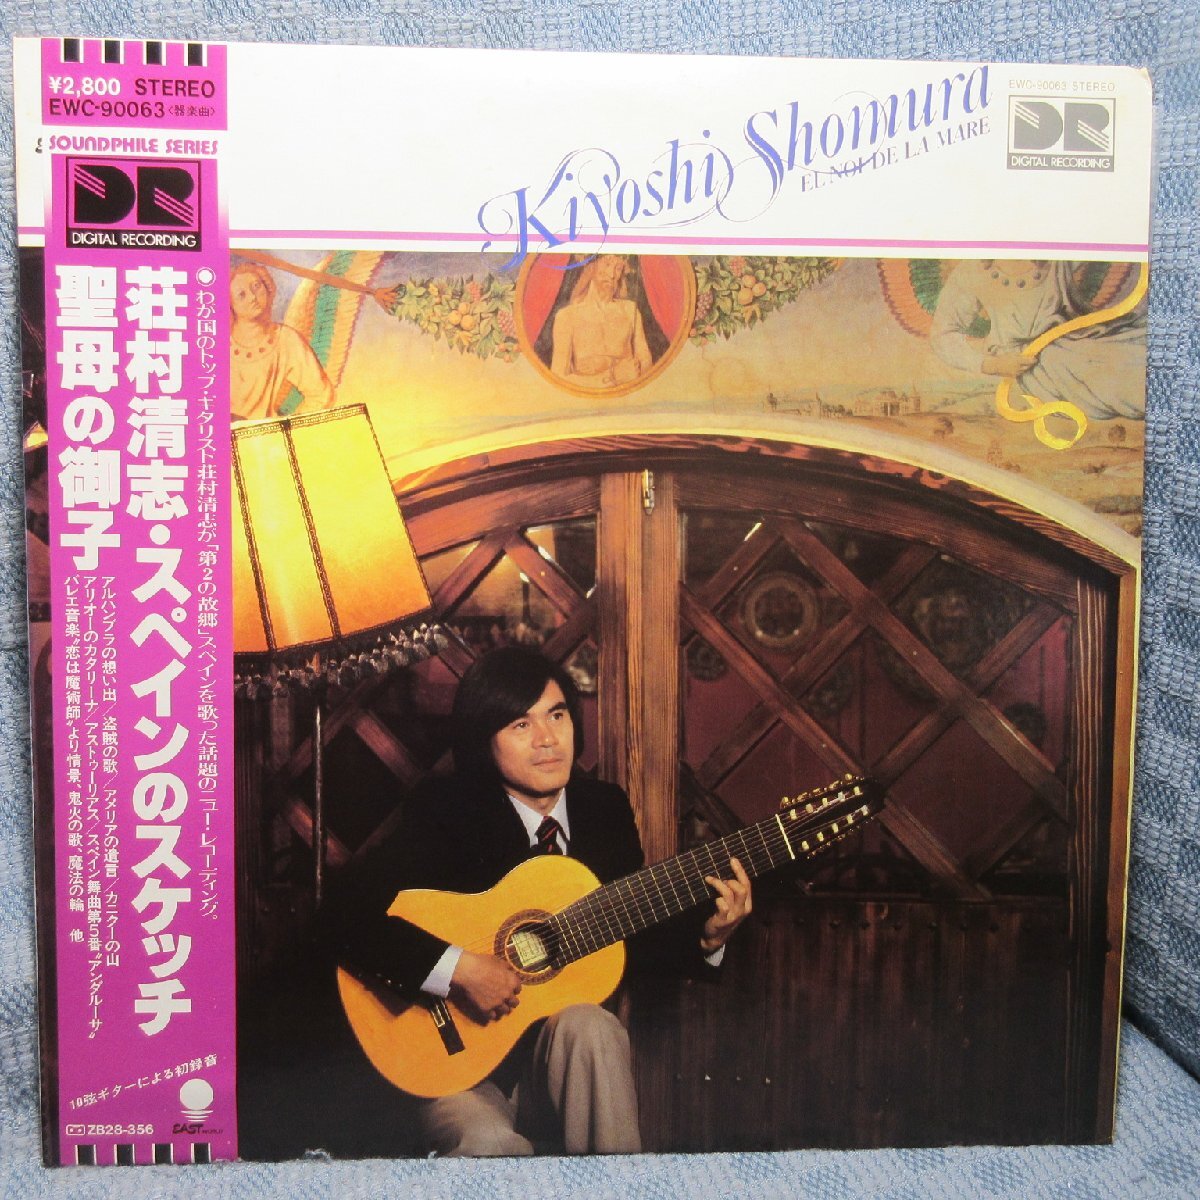 ¥2,800 STEREO
EWC-90063〈器楽曲〉
SOUNDPHILE SERIES
DR
DIGITAL RECORDING
荘村清志・スペインのスケッチ
聖母の御子
●わが国のトップ・ギタリスト荘村清志が「第2の故郷」スペインを歌った話題のニュー・レコーディング。
アルハンブラの想い出／盗賊の歌／アメリアの遺言／カニクーの山
アリオーのカタリーナ／アストゥーリアス／スペイン舞曲第5番“アンダルーサ”
バレエ音楽“恋は魔術師”より情景、鬼火の歌、魔法の輪 他
10弦ギターによる初録音
EAST WORLD
ZB28-356
Kiyoshi Shomura
EL NOI DE LA MARE
EWC-90063 STEREO
DR
DIGITAL RECORDING